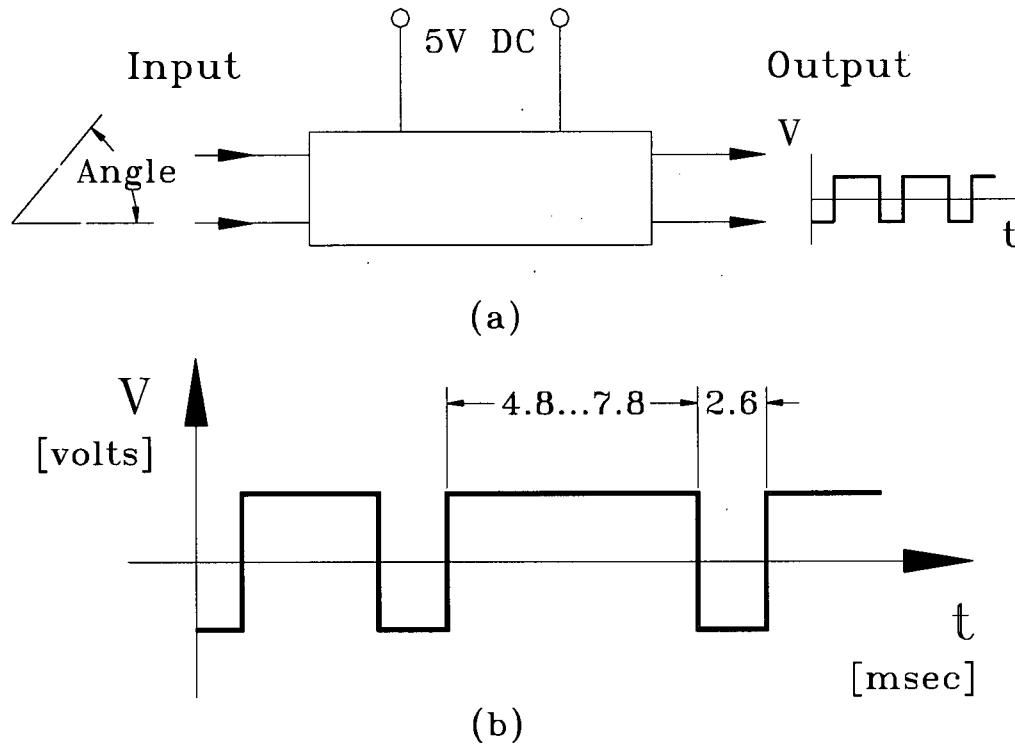 5V DC
Input
Output
Angle
V
t
(a)
V
[volts]
4.8...7.8
2.6
t
[msec]
(b)